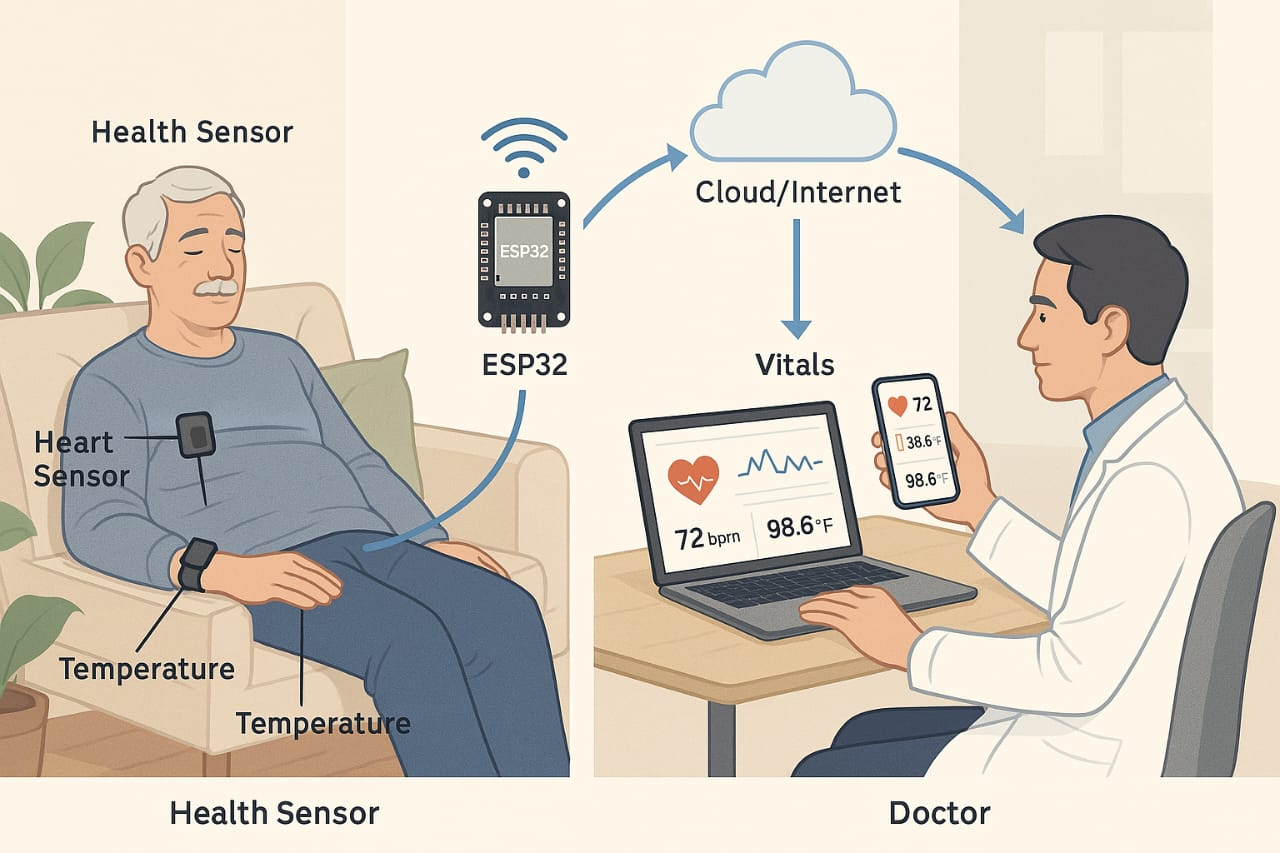 Health Sensor
ESP32
ESP32
Cloud/Internet
Vitals
Heart
Sensor
Temperature
Temperature
72 bprn
98.6°F
72
38.6°F
98.6°F
Health Sensor
Doctor